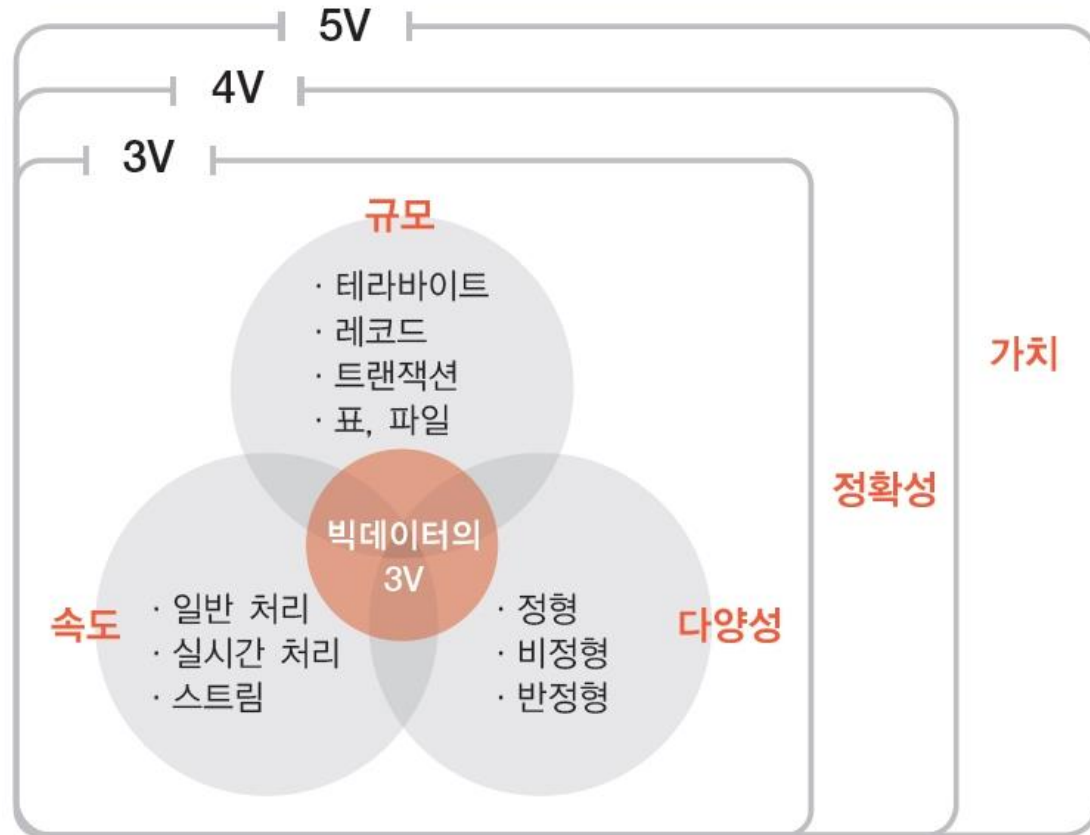 5V
4V
3V
규모
· 테라바이트
· 레코드
· 트랜잭션
· 표, 파일
가치
정확성
빅데이터의
3V
속도
· 일반 처리
· 실시간 처리
· 스트림
· 정형
· 비정형
· 반정형
다양성